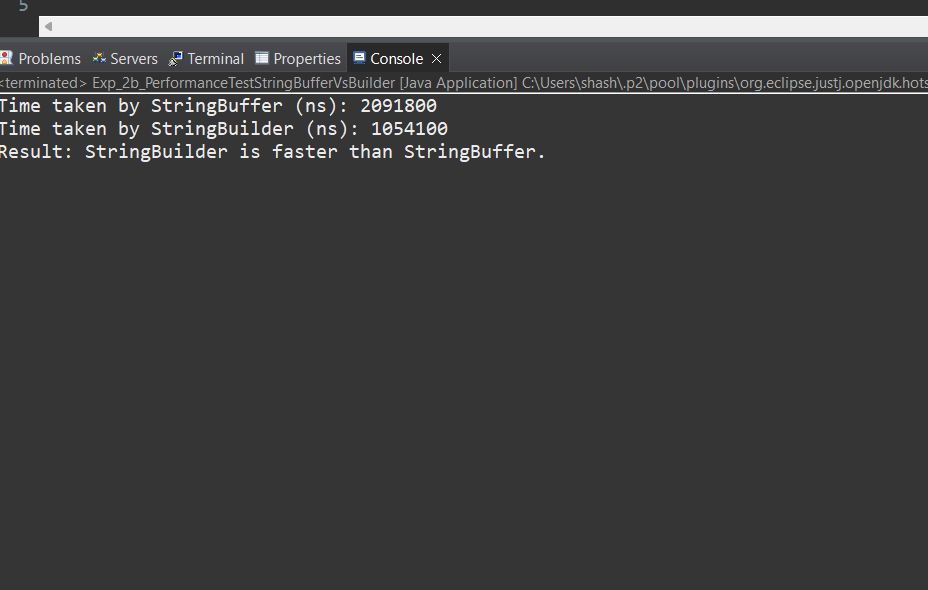 5
Problems Servers Terminal Properties Console
<terminated> Exp_2b_PerformanceTestStringBufferVsBuilder [Java Application] C:\Users\shash\.p2\pool\plugins\org.eclipse.justj.openjdk.hots
Time taken by StringBuffer (ns): 2091800
Time taken by StringBuilder (ns): 1054100
Result: StringBuilder is faster than StringBuffer.